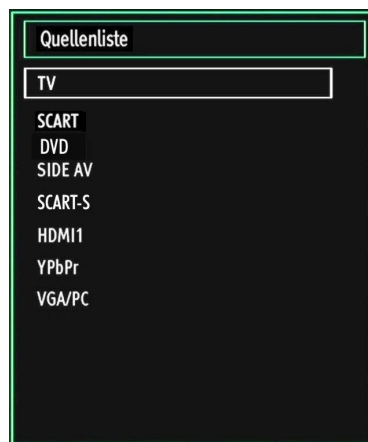 Quellenliste
TV
SCART
DVD
SIDE AV
SCART-S
HDMI1
YPbPr
VGA/PC